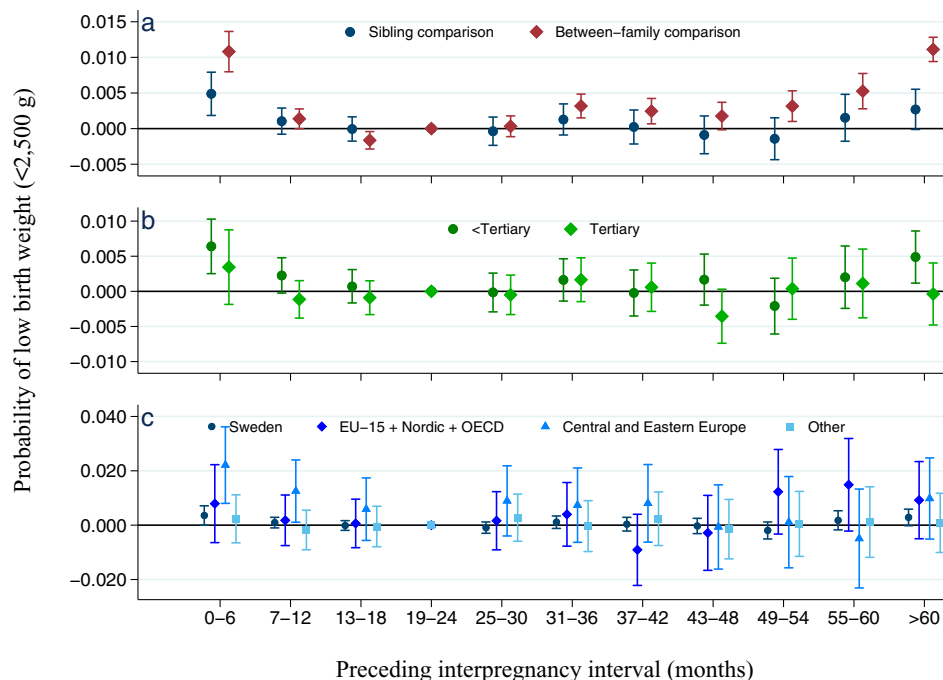 Probability of low birth weight (<2,500 g)
a
Sibling comparison
Between−family comparison
0.015
0.010
0.005
0.000
−0.005
b
<Tertiary
Tertiary
0.010
0.005
0.000
−0.005
−0.010
c
Sweden
EU−15 + Nordic + OECD
Central and Eastern Europe
Other
0.040
0.020
0.000
−0.020
0−6 7−12 13−18 19−24 25−30 31−36 37−42 43−48 49−54 55−60 >60
Preceding interpregnancy interval (months)